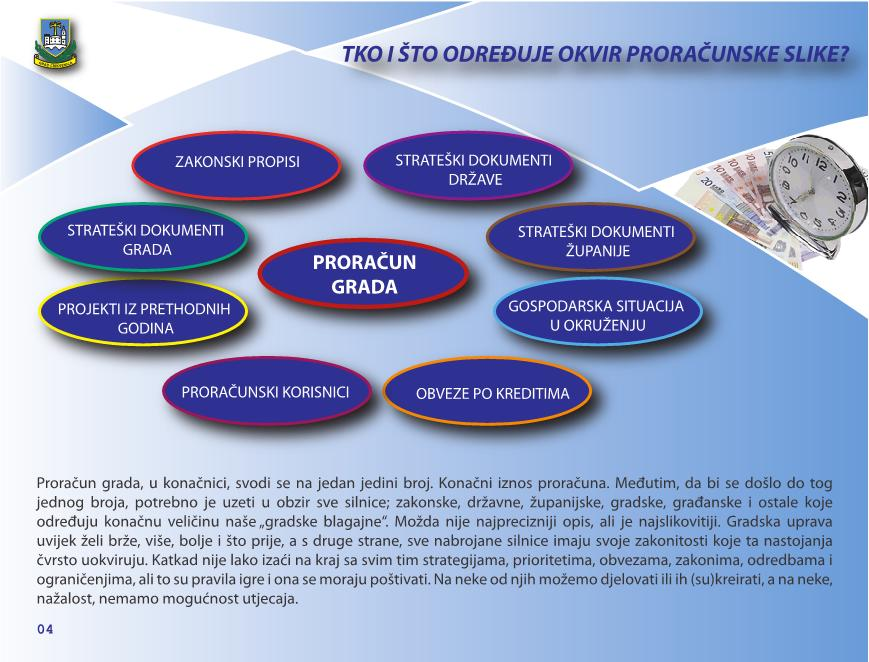 TKO I ŠTO ODREĐUJE OKVIR PRORAČUNSKE SLIKE?
ZAKONSKI PROPISI
STRATEŠKI DOKUMENTI
DRŽAVE
STRATEŠKI DOKUMENTI
GRADA
STRATEŠKI DOKUMENTI
ŽUPANIJE
PRORAČUN
GRADA
PROJEKTI IZ PRETHODNIH
GODINA
GOSPODARSKA SITUACIJA
U OKRUŽENJU
PRORAČUNSKI KORISNICI
OBVEZE PO KREDITIMA
Proračun grada, u konačnici, svodi se na jedan jedini broj. Konačni iznos proračuna. Međutim, da bi se došlo do tog
jednog broja, potrebno je uzeti u obzir sve silnice; zakonske, državne, županijske, gradske, građanske i ostale koje
određuju konačnu veličinu naše „gradske blagajne“. Možda nije najprecizniji opis, ali je najslikovitiji. Gradska uprava
uvijek želi brže, više, bolje i što prije, a s druge strane, sve nabrojane silnice imaju svoje zakonitosti koje ta nastojanja
čvrsto uokviruju. Katkad nije lako izaći na kraj sa svim tim strategijama, prioritetima, obvezama, zakonima, odredbama i
ograničenjima, ali to su pravila igre i ona se moraju poštivati. Na neke od njih možemo djelovati ili ih (su)kreirati, a na neke,
nažalost, nemamo mogućnost utjecaja.
04